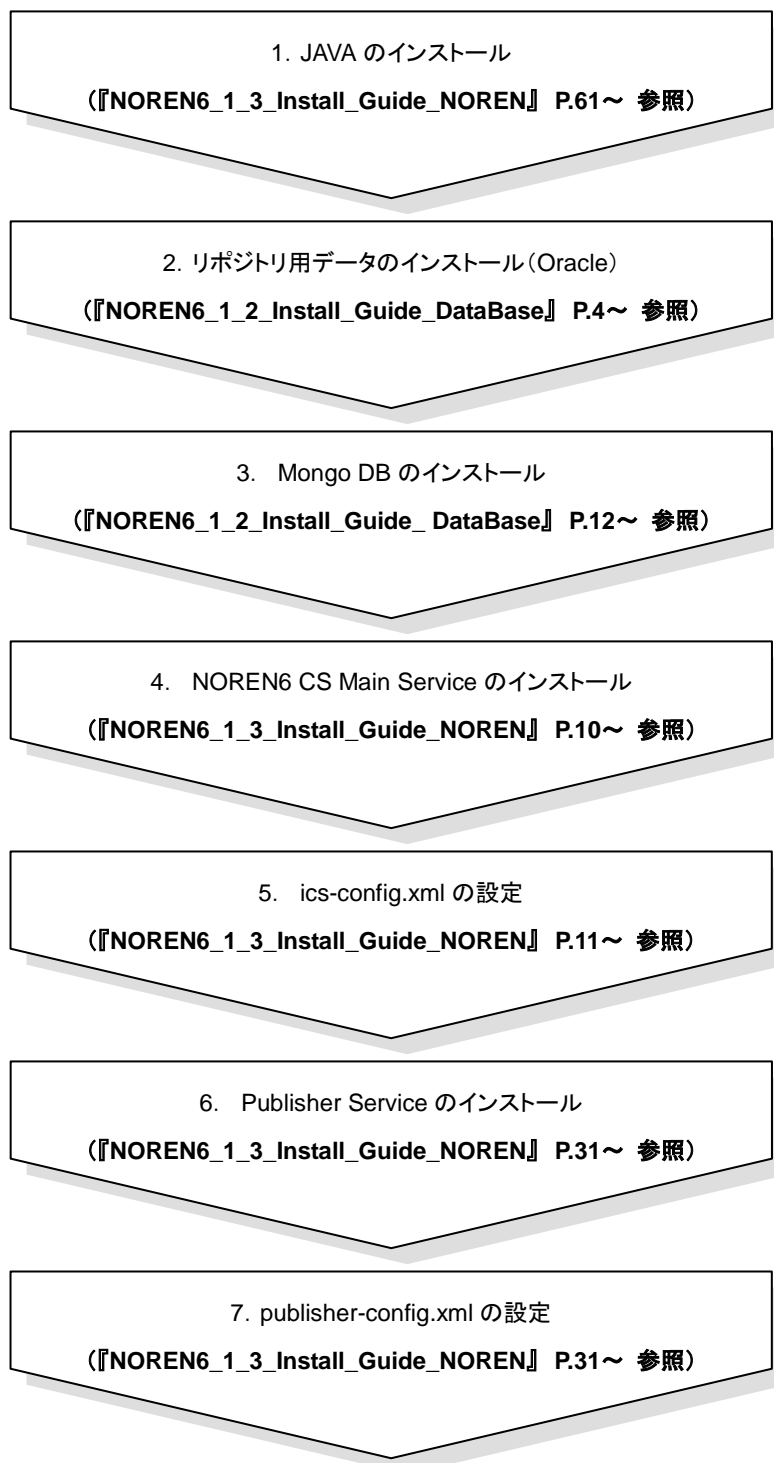 1. JAVA のインストール
（『NOREN6_1_3_Install_Guide_NOREN』 P.61～ 参照）
2. リポジトリ用データのインストール（Oracle）
（『NOREN6_1_2_Install_Guide_DataBase』 P.4～ 参照）
3. Mongo DB のインストール
（『NOREN6_1_2_Install_Guide_ DataBase』 P.12～ 参照）
4. NOREN6 CS Main Service のインストール
（『NOREN6_1_3_Install_Guide_NOREN』 P.10～ 参照）
5. ics-config.xml の設定
（『NOREN6_1_3_Install_Guide_NOREN』 P.11～ 参照）
6. Publisher Service のインストール
（『NOREN6_1_3_Install_Guide_NOREN』 P.31～ 参照）
7. publisher-config.xml の設定
（『NOREN6_1_3_Install_Guide_NOREN』 P.31～ 参照）